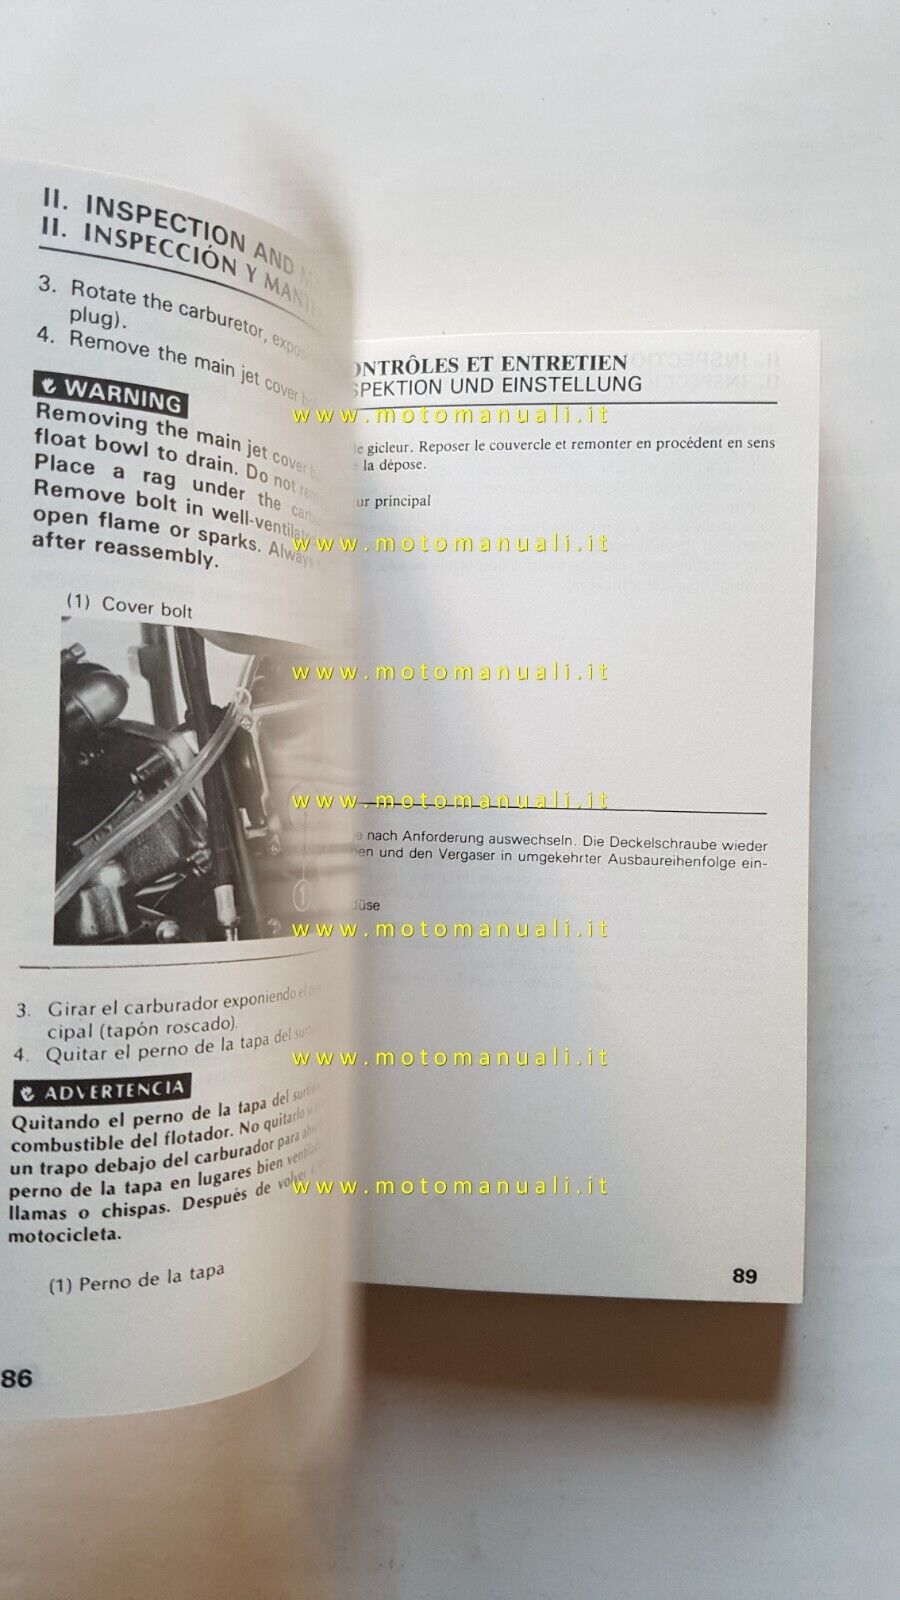 II. INSPECTION AND
II. INSPECCIÓN Y MANTE
3. Rotate the carburetor,
plug).
4. Remove the main jet cover
WARNING
Removing the main jet cover
float bowl to drain. Do not
Place a rag under the
Remove bolt in well-ventilat
open flame or sparks. Always
after reassembly.
(1) Cover bolt
1
3. Girar el carburador exponiendo el
cipal (tapón roscado).
4. Quitar el perno de la tapa del
ADVERTENCIA
Quitando el perno de la tapa del
combustible del flotador. No quitarlo
un trapo debajo del carburador para
perno de la tapa en lugares bien
llamas o chispas. Después de volver a
motocicleta.
(1) Perno de la tapa
86
ONTRÔLES ET ENTRETIEN
SPEKTION UND EINSTELLUNG
le gicleur. Reposer le couvercle et remonter en procédent en sens
la dépose.
ur principal
e nach Anforderung auswechseln. Die Deckelschraube wieder
en und den Vergaser in umgekehrter Ausbaureihenfolge ein-
düse
89
www.motomanuali.it
www.motomanuali.it
www.motomanuali.it
www.motomanuali.it
www.motomanuali.it
www.motomanuali.it
www.motomanuali.it